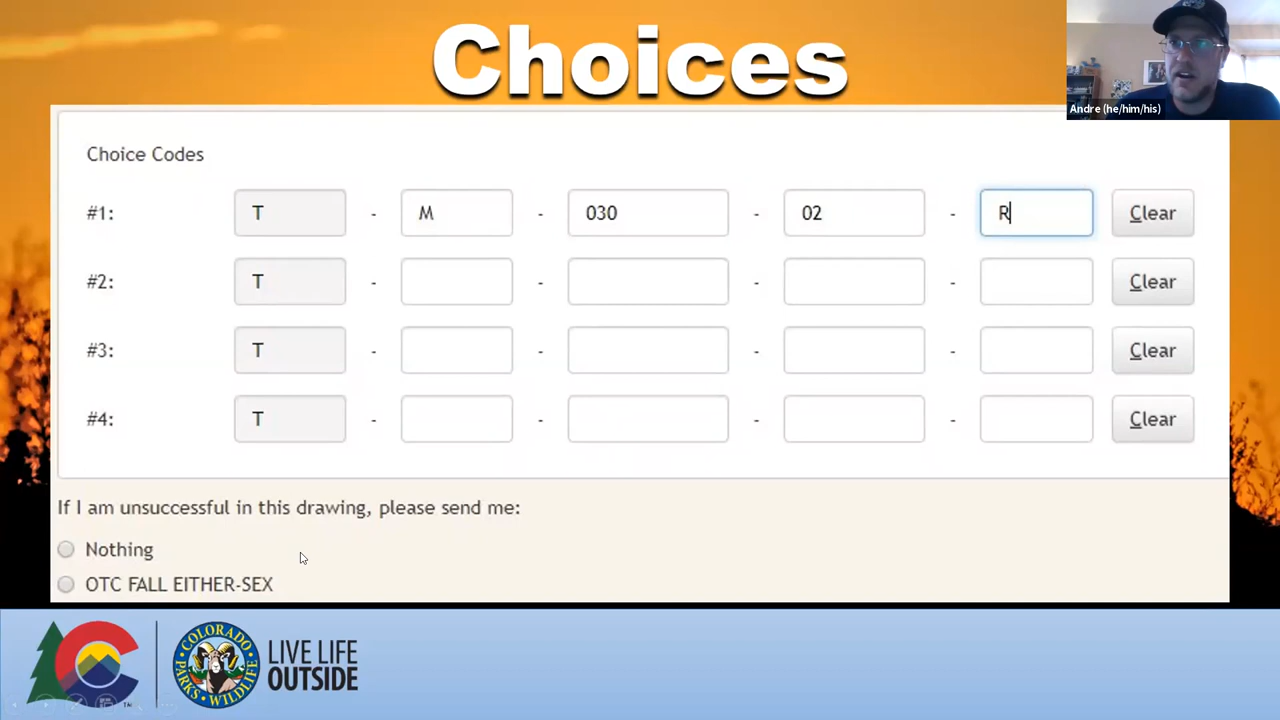 Choices
Andre (he/him/his)
Choice Codes
#1: T - M - 030 - 02 - R Clear
#2: T - - - - Clear
#3: T - - - - Clear
#4: T - - - - Clear
If I am unsuccessful in this drawing, please send me:
Nothing
OTC FALL EITHER-SEX
COLORADO
PARKS & WILDLIFE
LIVE LIFE
OUTSIDE
TM